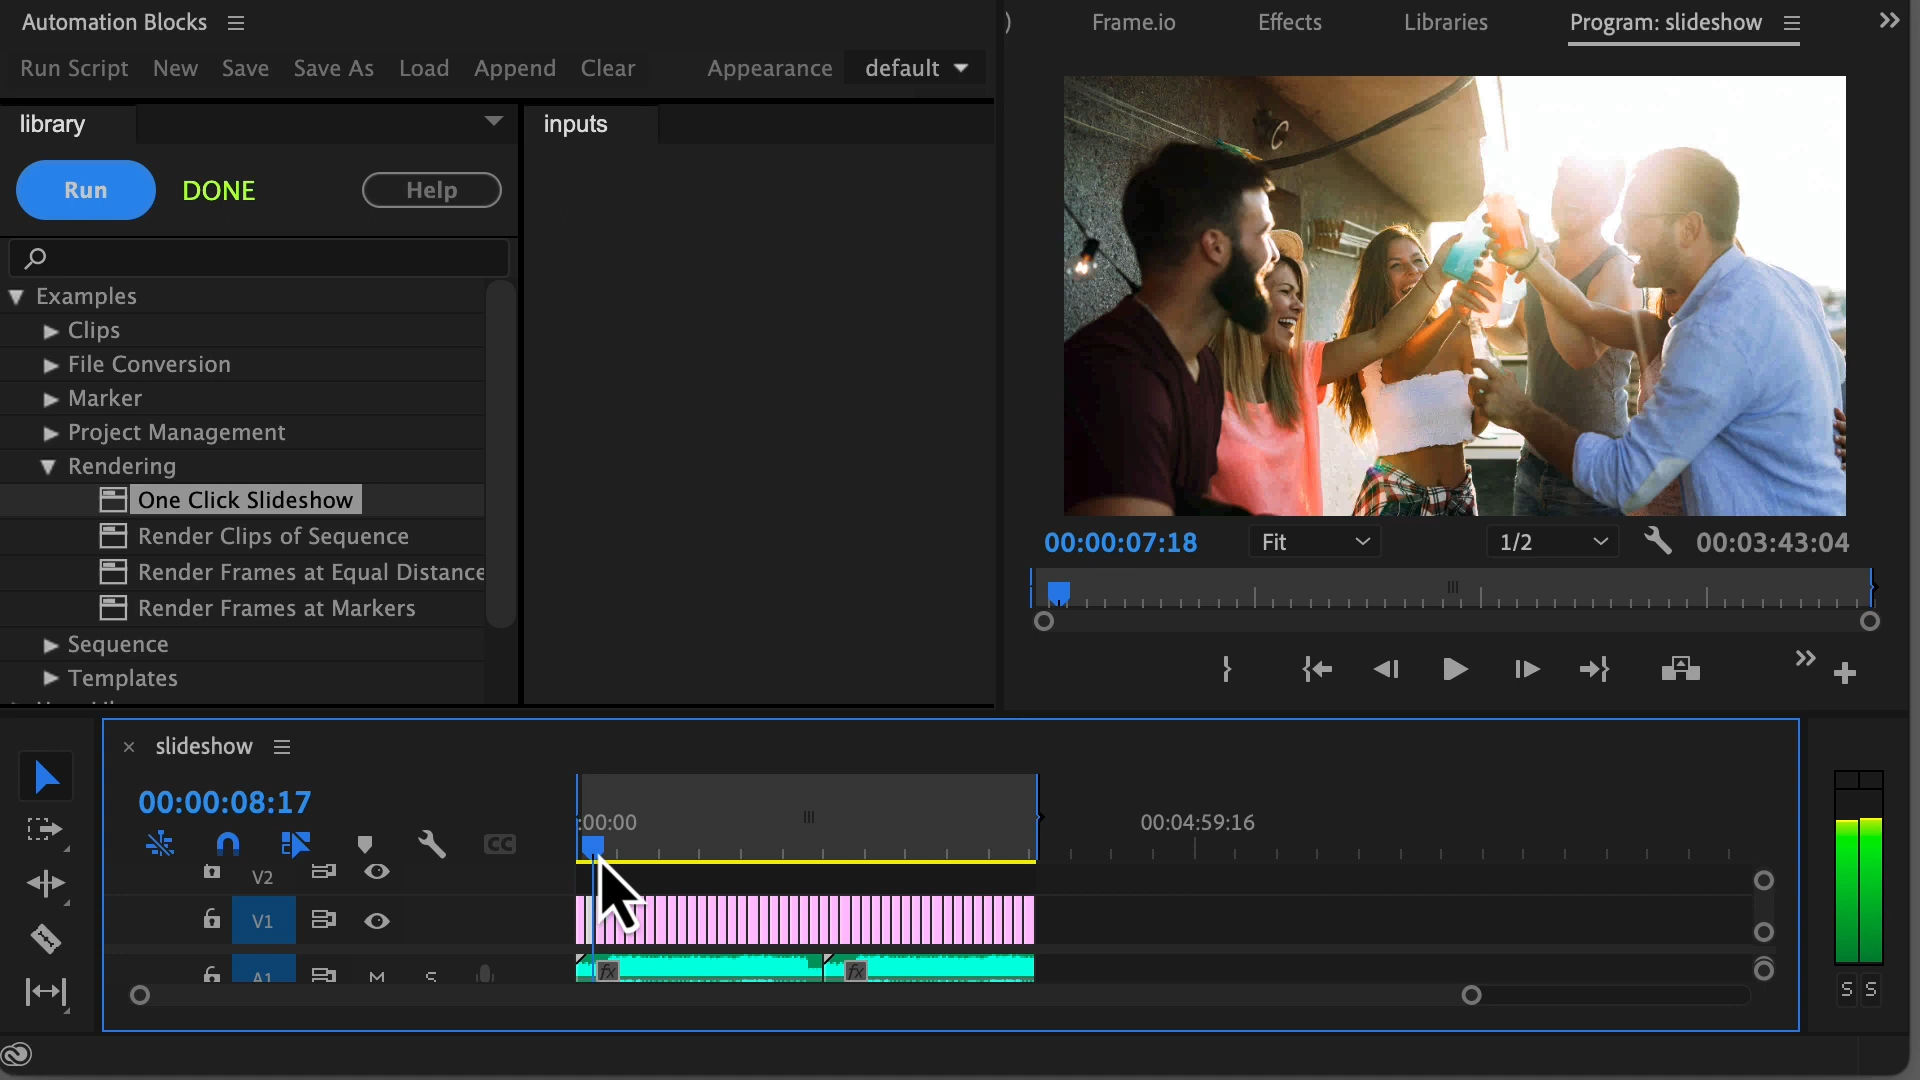 Automation Blocks
Frame.io Effects Libraries Program: slideshow
Run Script New Save Save As Load Append Clear Appearance default
library
inputs
Run DONE Help
Examples
Clips
File Conversion
Marker
Project Management
Rendering
One Click Slideshow
Render Clips of Sequence
Render Frames at Equal Distance
Render Frames at Markers
Sequence
Templates
00:00:07:18 Fit 1/2 00:03:43:04
slideshow
00:00:08:17
:00:00 00:04:59:16
CC
V2
V1
A1 M S
fx fx
S S